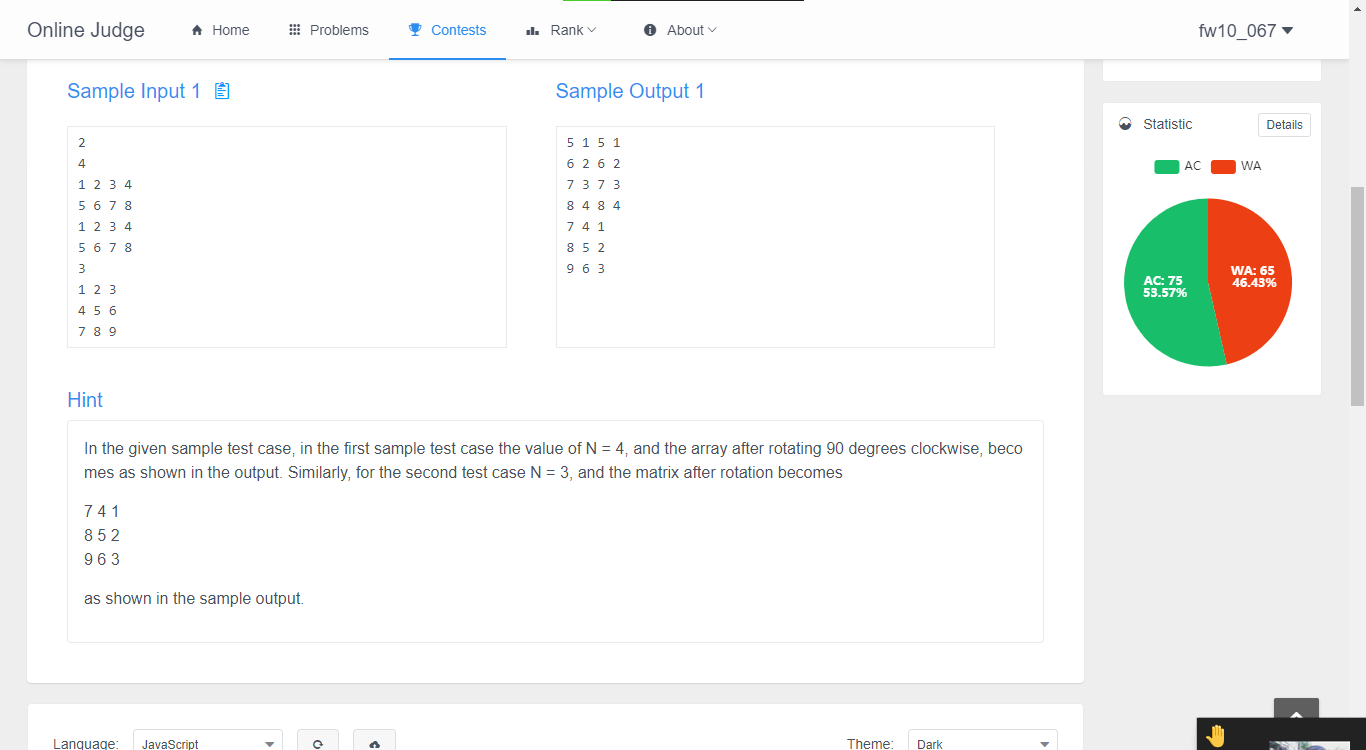 Online Judge
Home
Problems
Contests
Rank
About
fw10_067
Sample Input 1
2
4
1 2 3 4
5 6 7 8
1 2 3 4
5 6 7 8
3
1 2 3
4 5 6
7 8 9
Sample Output 1
5 1 5 1
6 2 6 2
7 3 7 3
8 4 8 4
7 4 1
8 5 2
9 6 3
Statistic
Details
AC
WA
AC: 75
53.57%
WA: 65
46.43%
Hint
In the given sample test case, in the first sample test case the value of N = 4, and the array after rotating 90 degrees clockwise, beco
mes as shown in the output. Similarly, for the second test case N = 3, and the matrix after rotation becomes
7 4 1
8 5 2
9 6 3
as shown in the sample output.
Language:
JavaScript
Theme:
Dark